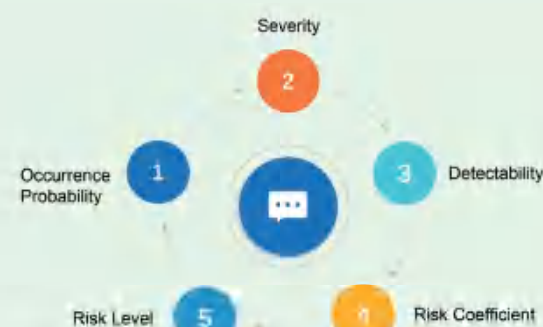 Severity
2
1
Occurrence
Probability
3
Detectability
Risk Level
5
4
Risk Coefficient